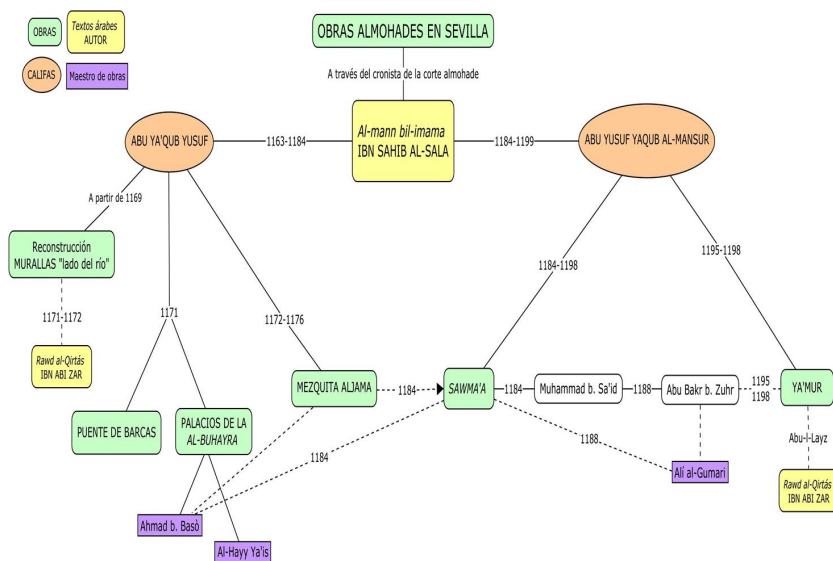 OBRAS
Textos árabes
AUTOR
CALIFAS
Maestro de obras
OBRAS ALMOHADES EN SEVILLA
A través del cronista de la corte almohade
Al-mann bil-imama
IBN SAHIB AL-SALA
ABU YA'QUB YUSUF
1163-1184
1184-1199
ABU YUSUF YAQUB AL-MANSUR
A partir de 1169
Reconstrucción
MURALLAS "lado del río"
1171-1172
Rawd al-Qirtás
IBN ABI ZAR
1171
1172-1176
1184-1198
1195-1198
PUENTE DE BARCAS
PALACIOS DE LA
AL-BUHAYRA
MEZQUITA ALJAMA
1184
SAWMA'A
1184
Muhammad b. Sa'id
1188
Abu Bakr b. Zuhr
1195
1198
YA'MUR
1184
1188
Abu-l-Layz
Alí al-Gumari
Rawd al-Qirtás
IBN ABI ZAR
Ahmad b. Basò
Al-Hayy Ya'is